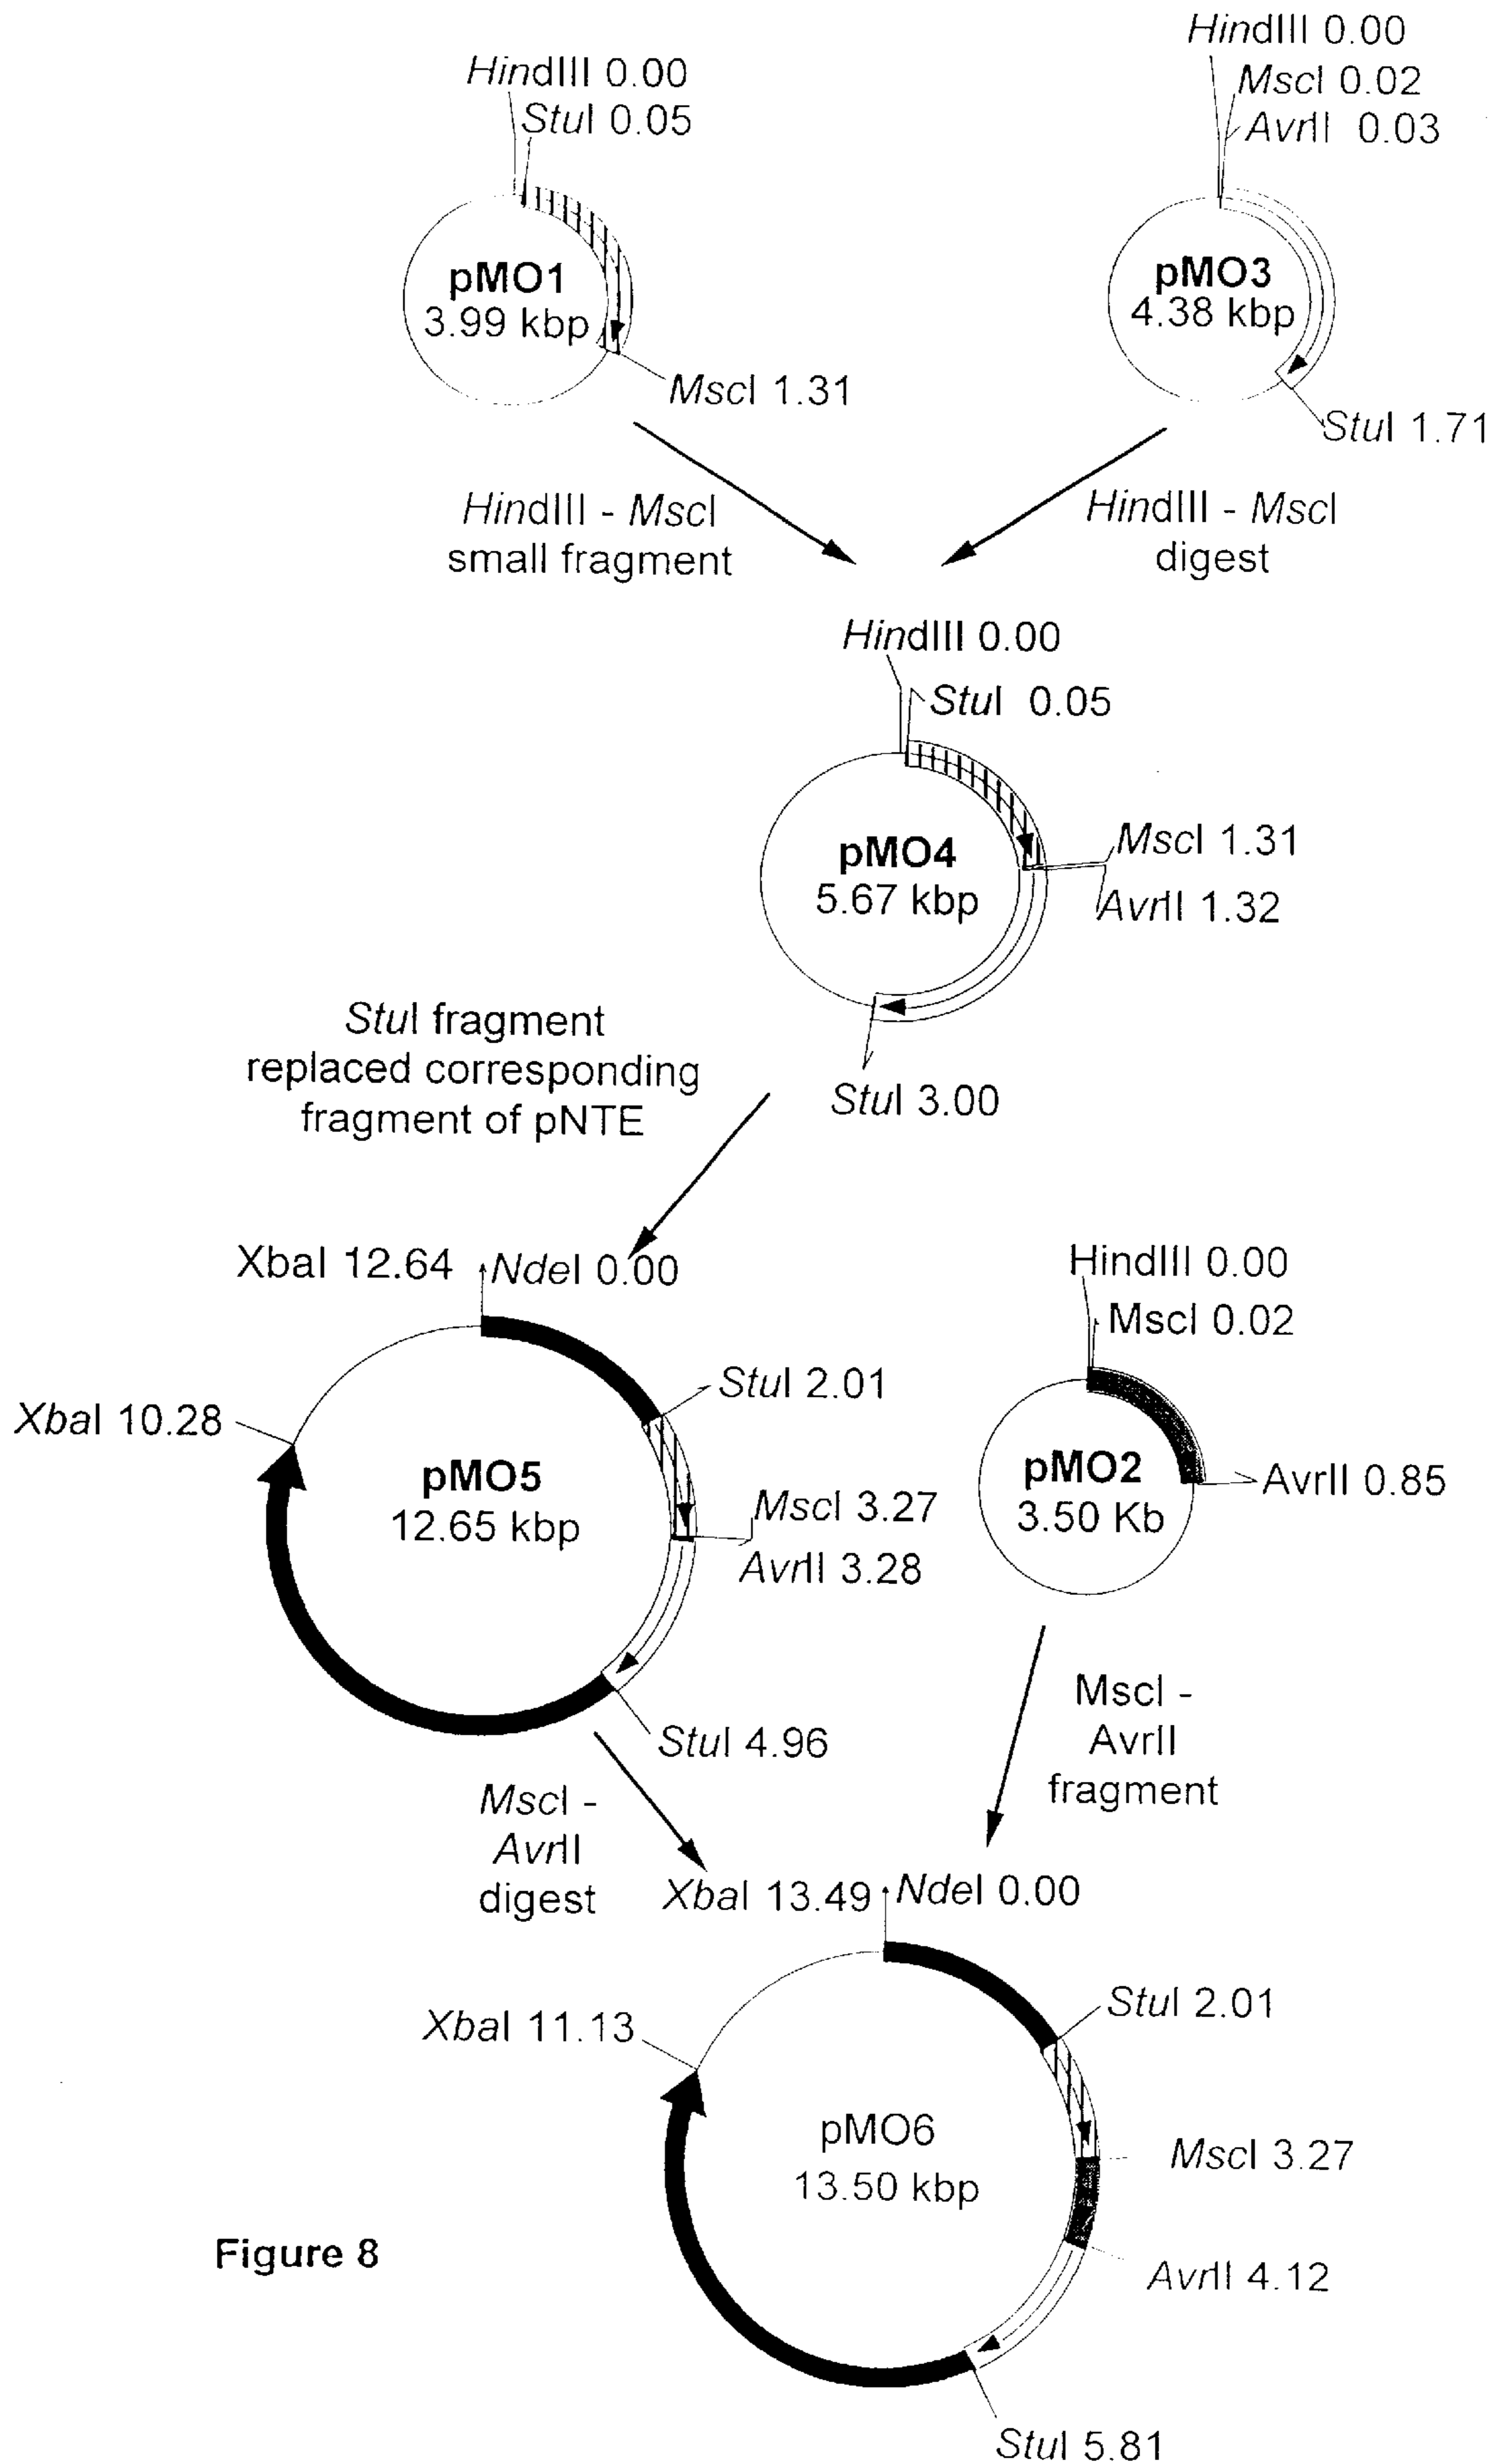 HindIII 0.00
StuI 0.05
pMO1
3.99 kbp
MscI 1.31
HindIII 0.00
MscI 0.02
AvrII 0.03
pMO3
4.38 kbp
StuI 1.71
HindIII - MscI
small fragment
HindIII - MscI
digest
HindIII 0.00
StuI 0.05
pMO4
5.67 kbp
MscI 1.31
AvrII 1.32
StuI 3.00
StuI fragment
replaced corresponding
fragment of pNTE
XbaI 12.64
NdeI 0.00
XbaI 10.28
pMO5
12.65 kbp
StuI 2.01
MscI 3.27
AvrII 3.28
StuI 4.96
HindIII 0.00
MscI 0.02
pMO2
3.50 Kb
AvrII 0.85
MscI -
AvrII
digest
MscI -
AvrII
fragment
XbaI 13.49
NdeI 0.00
XbaI 11.13
pMO6
13.50 kbp
StuI 2.01
MscI 3.27
AvrII 4.12
StuI 5.81
Figure 8